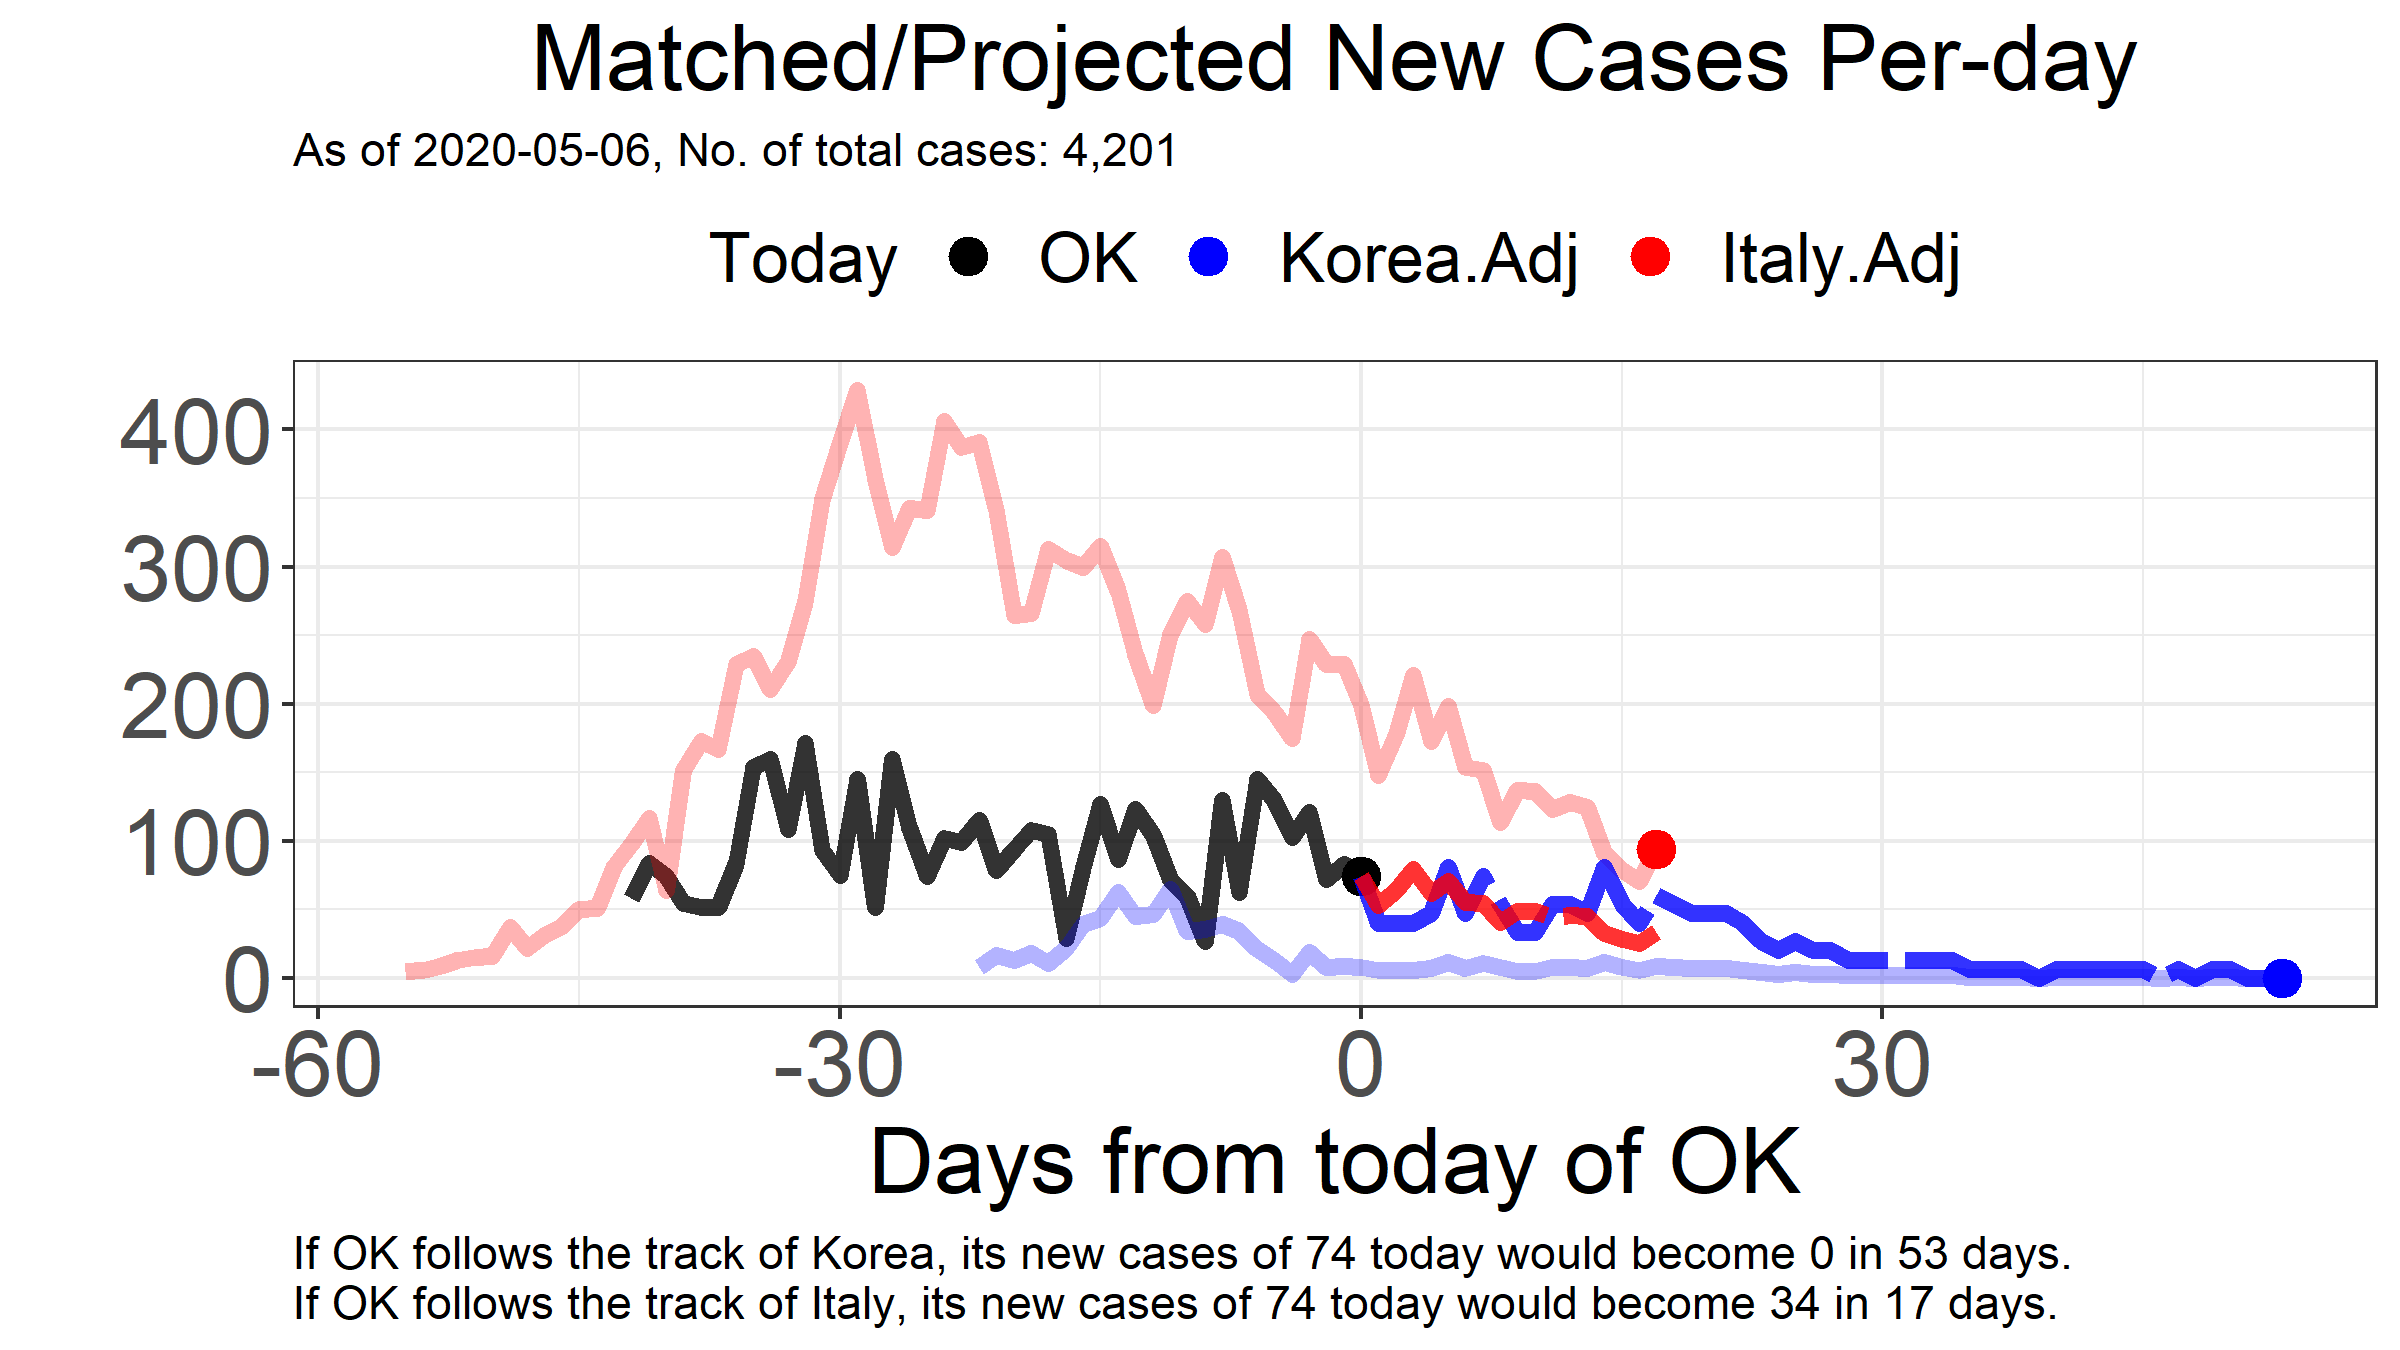 Matched/Projected New Cases Per-day
As of 2020-05-06, No. of total cases: 4,201
Today OK Korea.Adj Italy.Adj
400
300
200
100
0
-60 -30 0 30
Days from today of OK
If OK follows the track of Korea, its new cases of 74 today would become 0 in 53 days.
If OK follows the track of Italy, its new cases of 74 today would become 34 in 17 days.